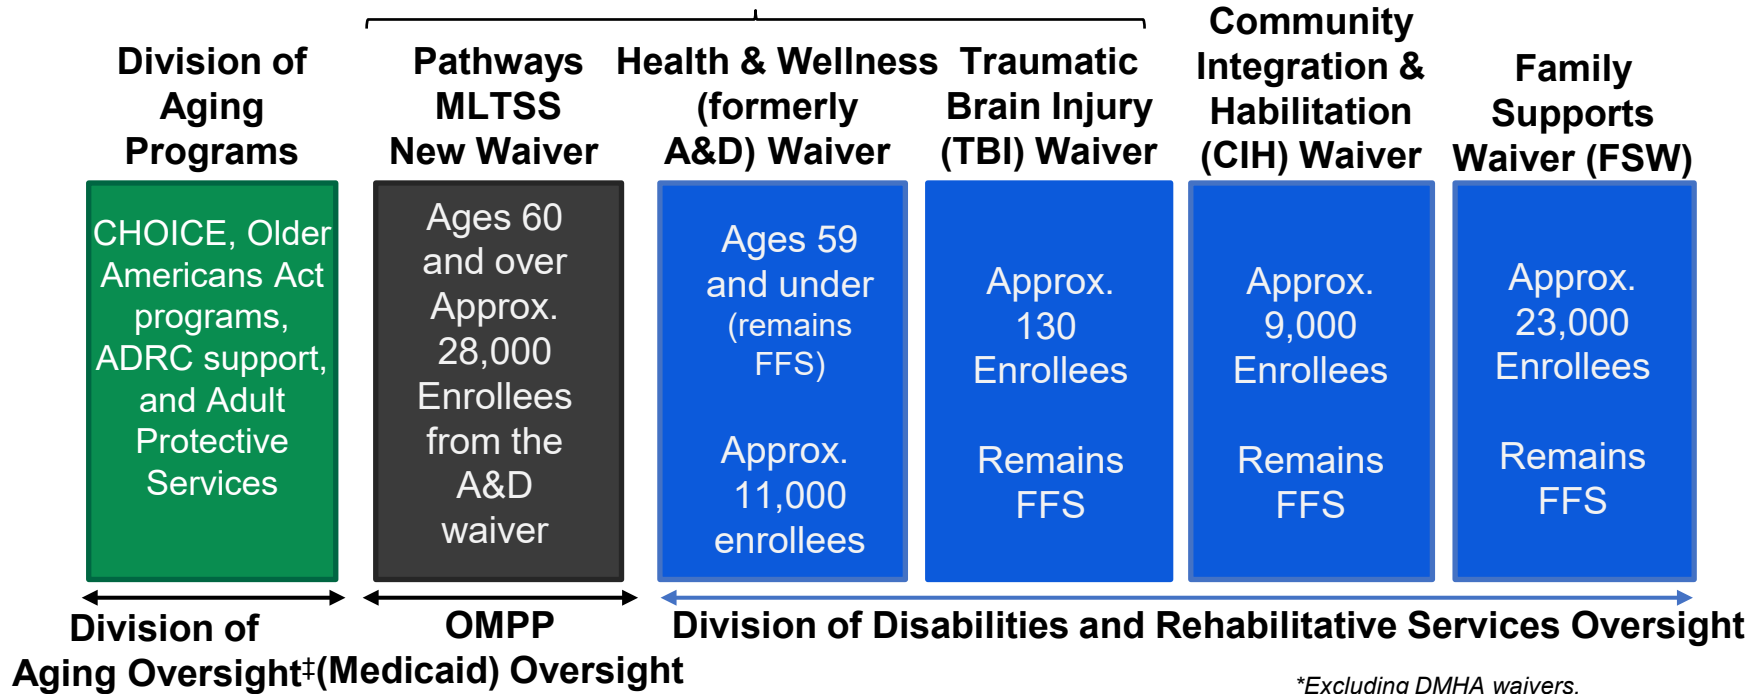 Division of
Aging
Programs
CHOICE, Older
Americans Act
programs,
ADRC support,
and Adult
Protective
Services
Division of
Aging Oversight‡
Pathways
MLTSS
New Waiver
Ages 60
and over
Approx.
28,000
Enrollees
from the
A&D
waiver
OMPP
(Medicaid) Oversight
Health & Wellness
(formerly
A&D) Waiver
Ages 59
and under
(remains
FFS)
Approx.
11,000
enrollees
Traumatic
Brain Injury
(TBI) Waiver
Approx.
130
Enrollees
Remains
FFS
Community
Integration &
Habilitation
(CIH) Waiver
Approx.
9,000
Enrollees
Remains
FFS
Family
Supports
Waiver (FSW)
Approx.
23,000
Enrollees
Remains
FFS
Division of Disabilities and Rehabilitative Services Oversight
*Excluding DMHA waivers.